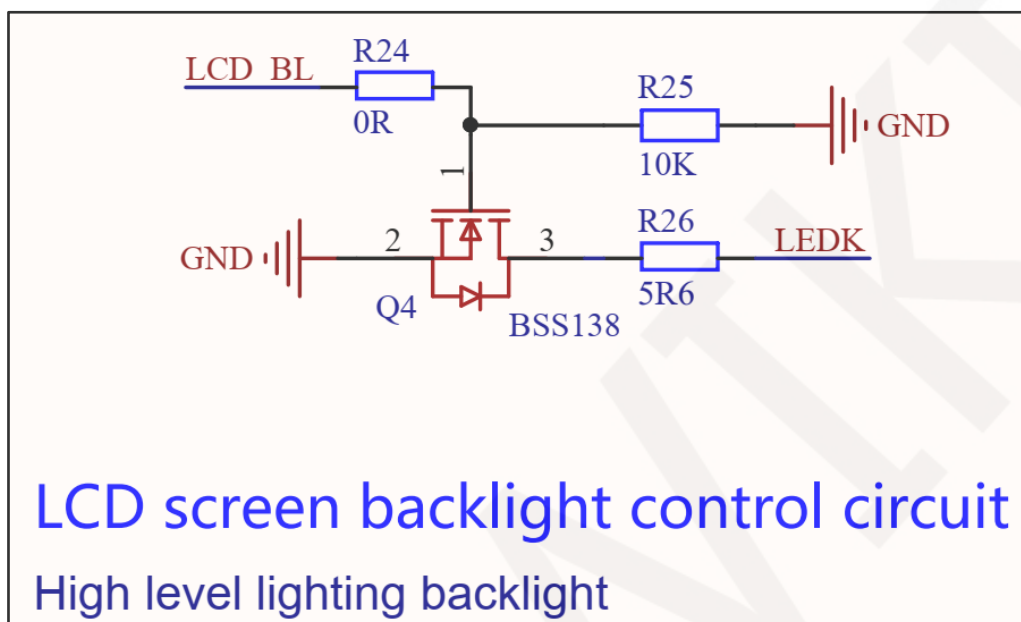 R24
LCD_BL
0R
R25
GND
10K
1
R26
GND
2
3
LEDK
Q4
5R6
BSS138
LCD screen backlight control circuit
High level lighting backlight